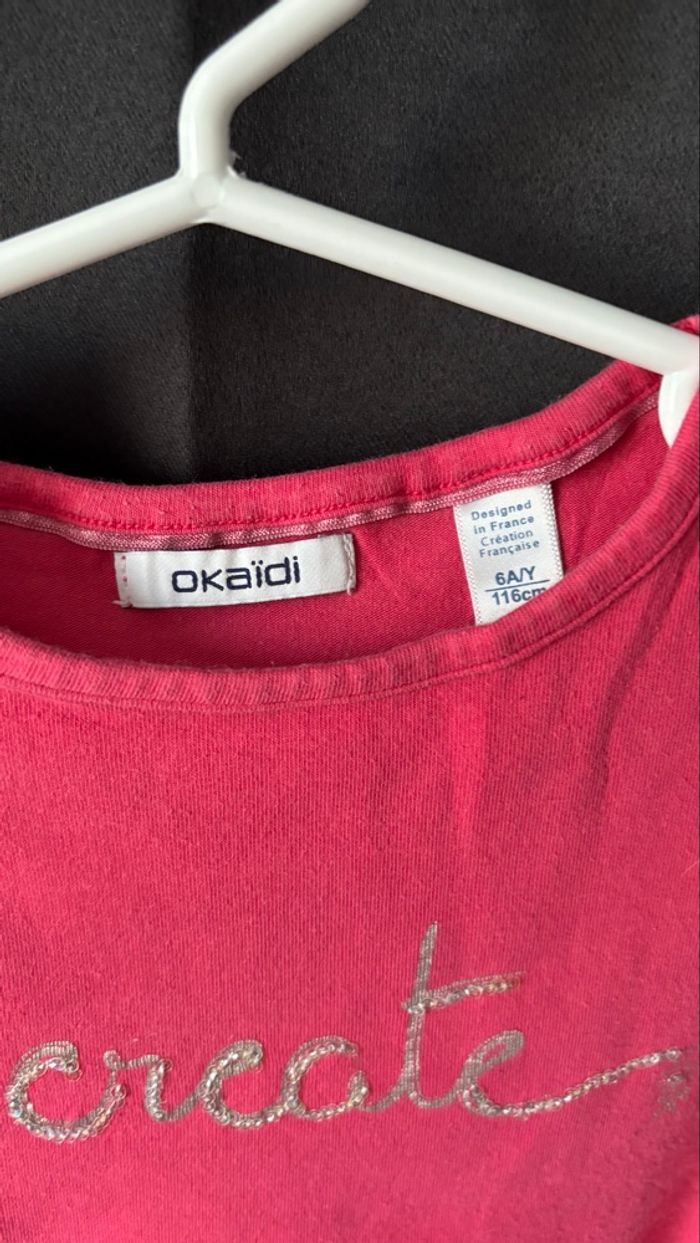 okaïdi
Designed
in France
Création
Française
6A/Y
116cm
create